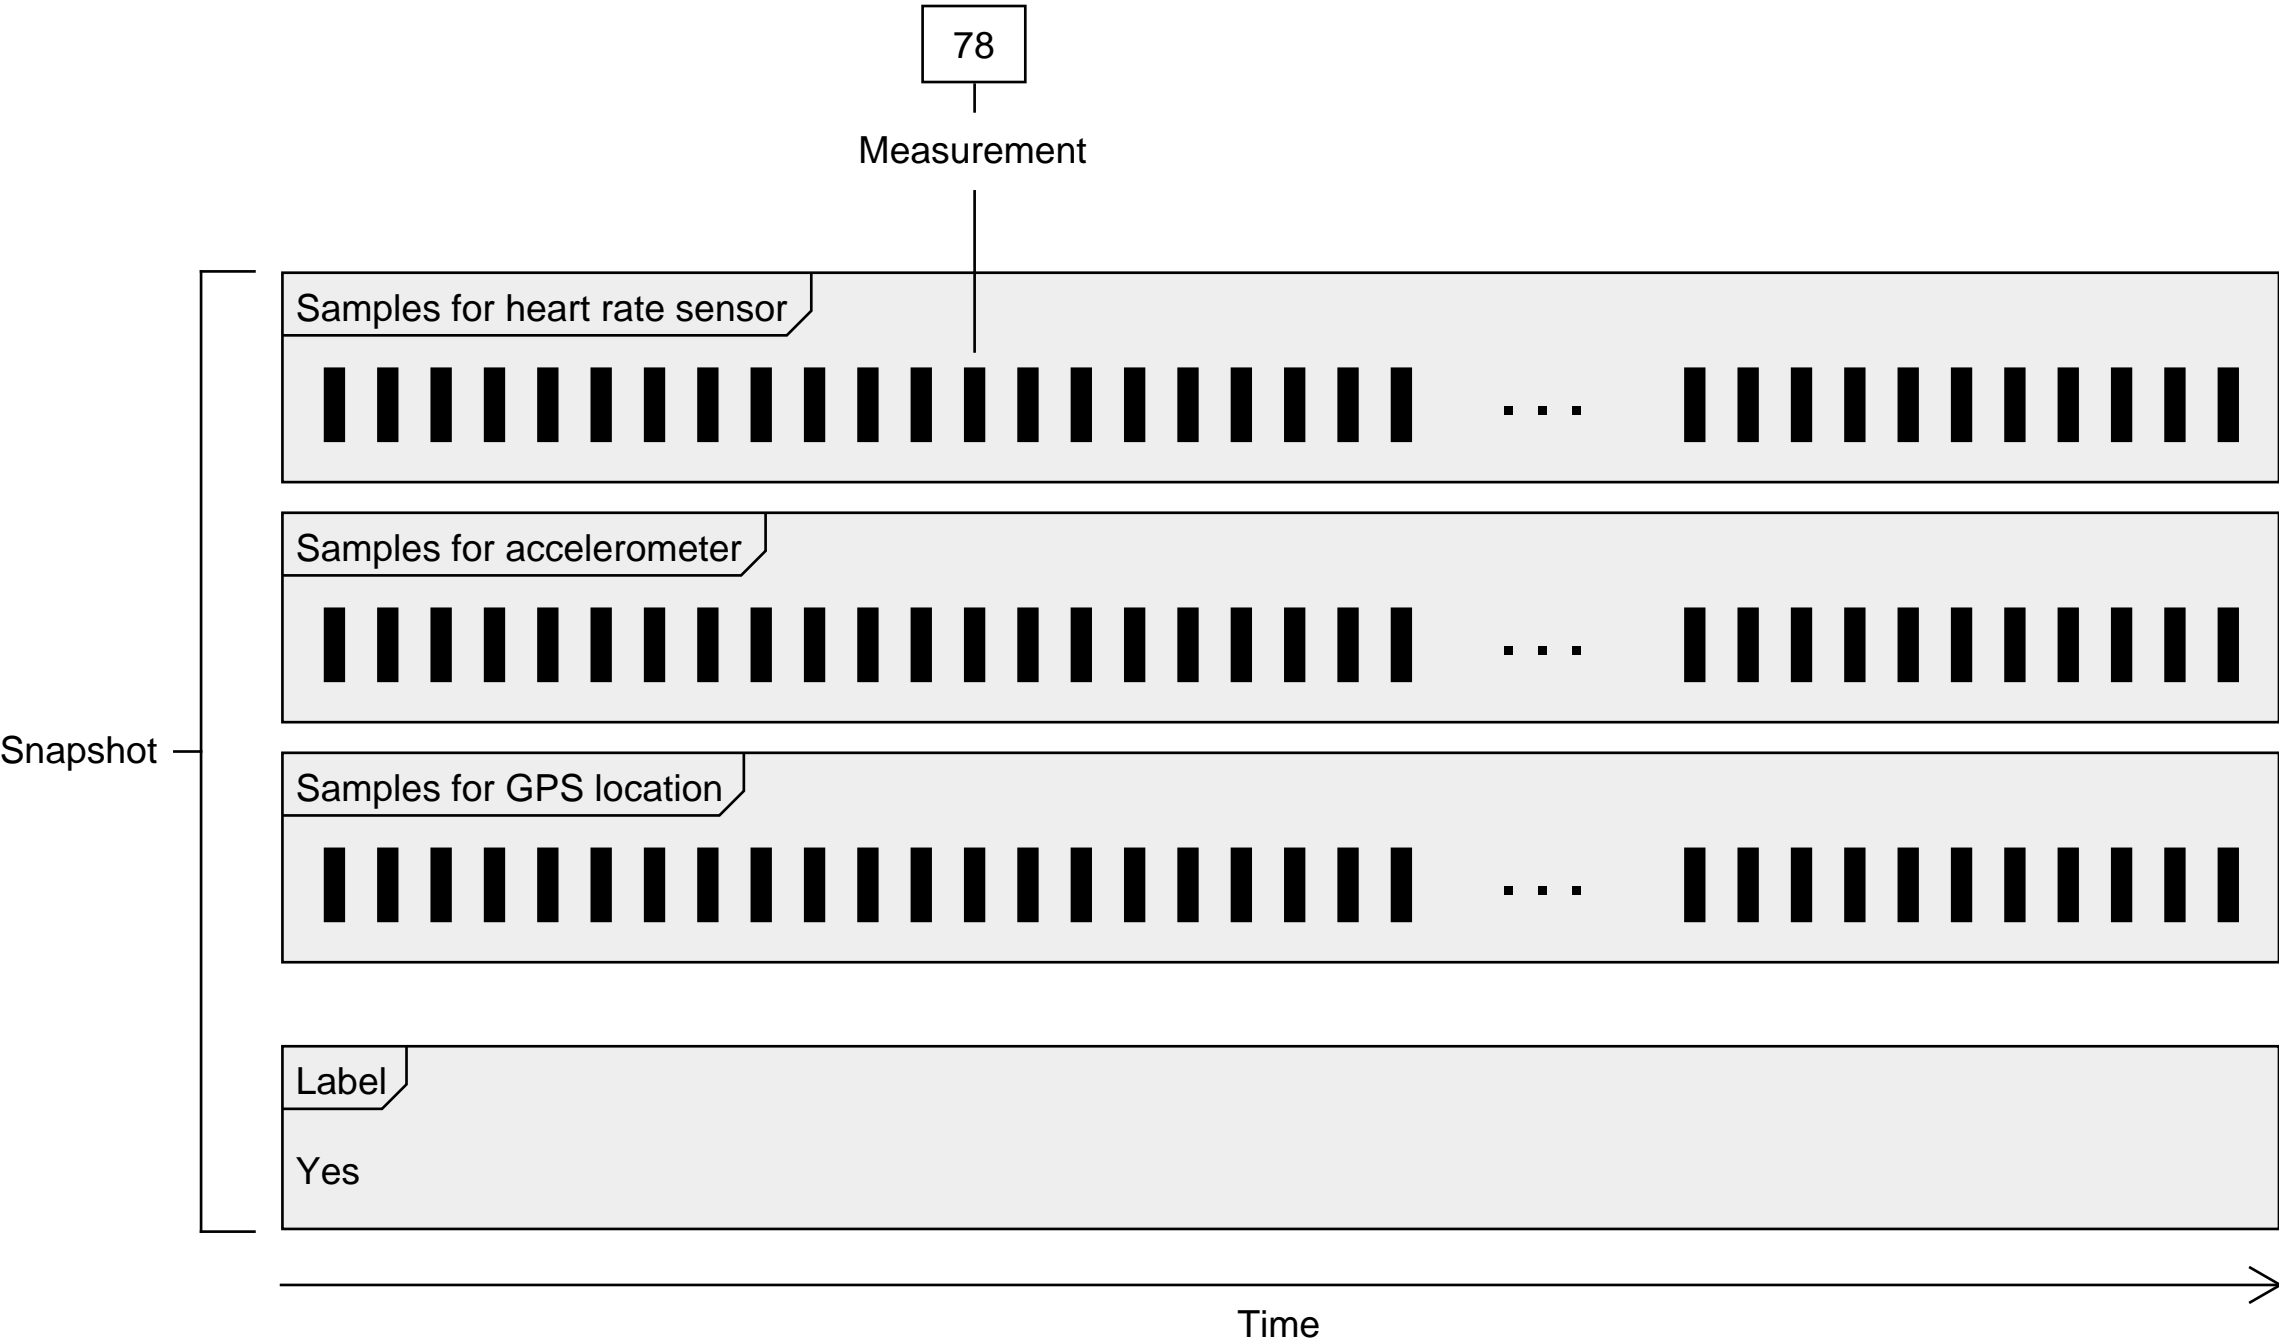 78
Measurement
Samples for heart rate sensor
. . .
Samples for accelerometer
. . .
Snapshot
Samples for GPS location
. . .
Label
Yes
Time